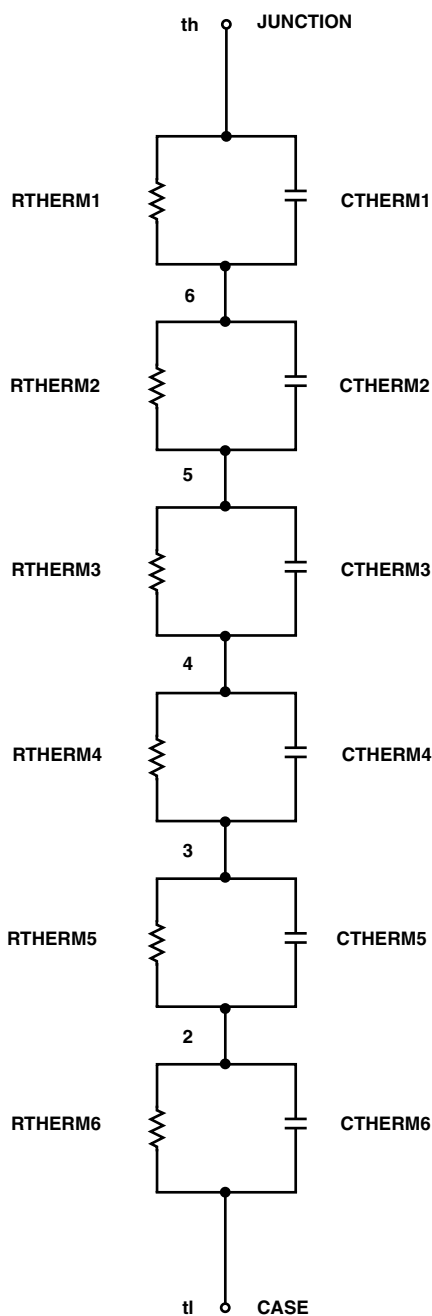 th JUNCTION
RTHERM1 CTHERM1
6
RTHERM2 CTHERM2
5
RTHERM3 CTHERM3
4
RTHERM4 CTHERM4
3
RTHERM5 CTHERM5
2
RTHERM6 CTHERM6
tl CASE